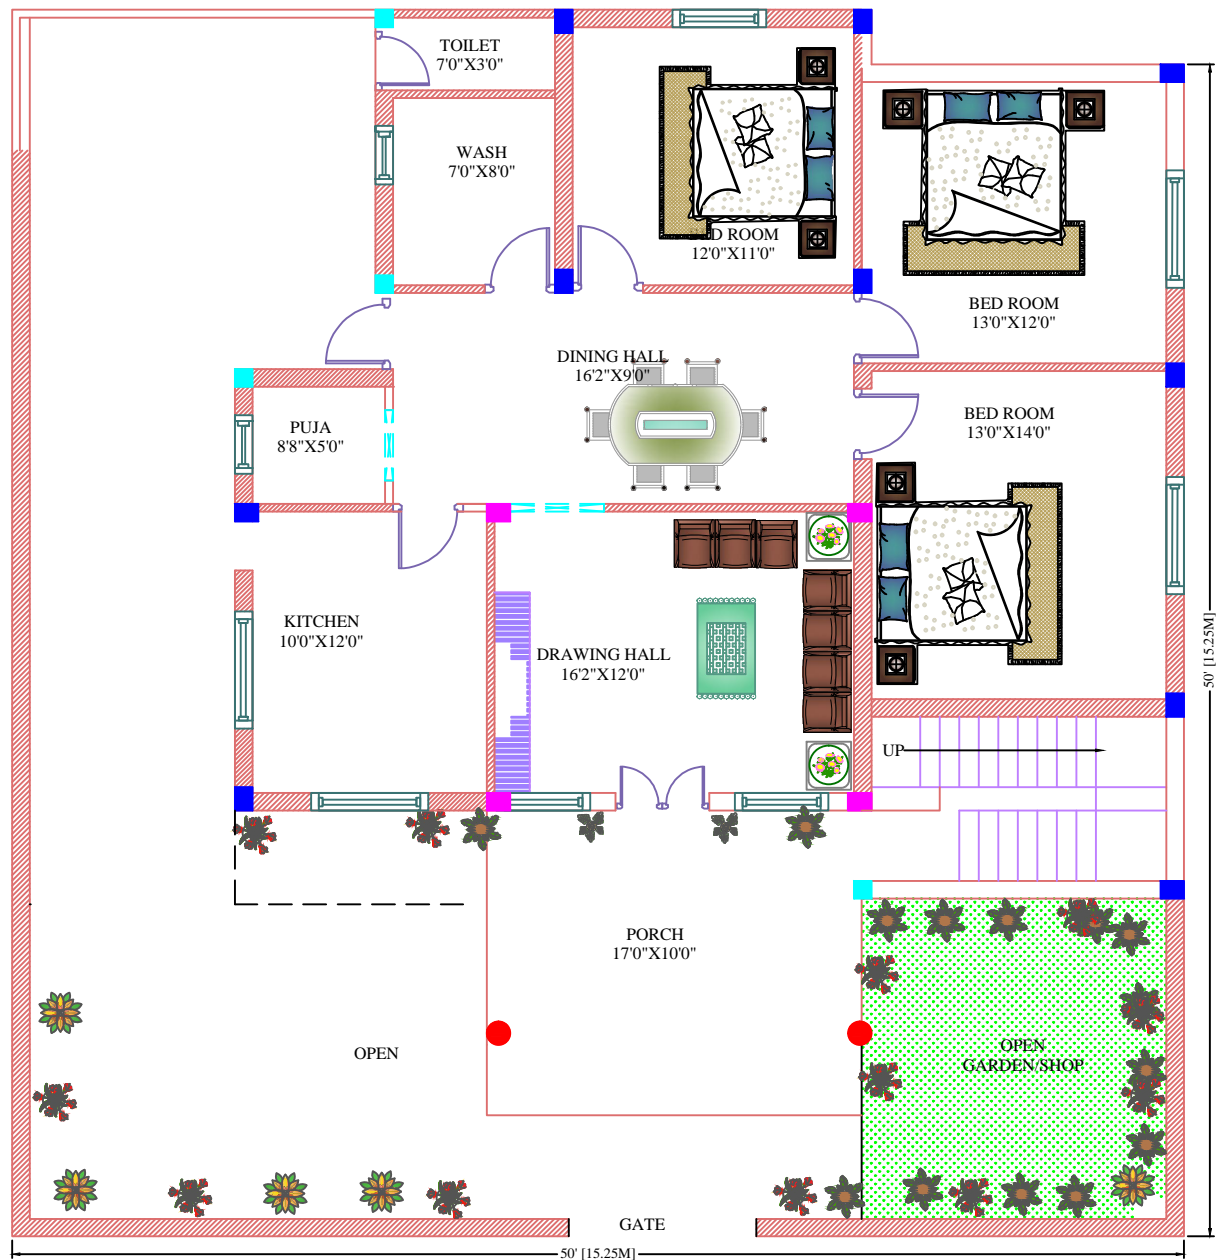 TOILET
7'0"X3'0"
WASH
7'0"X8'0"
BED ROOM
12'0"X11'0"
BED ROOM
13'0"X12'0"
DINING HALL
16'2"X9'0"
PUJA
8'8"X5'0"
BED ROOM
13'0"X14'0"
KITCHEN
10'0"X12'0"
DRAWING HALL
16'2"X12'0"
UP
50' [15.25M]
PORCH
17'0"X10'0"
OPEN
OPEN
GARDEN/SHOP
GATE
50' [15.25M]